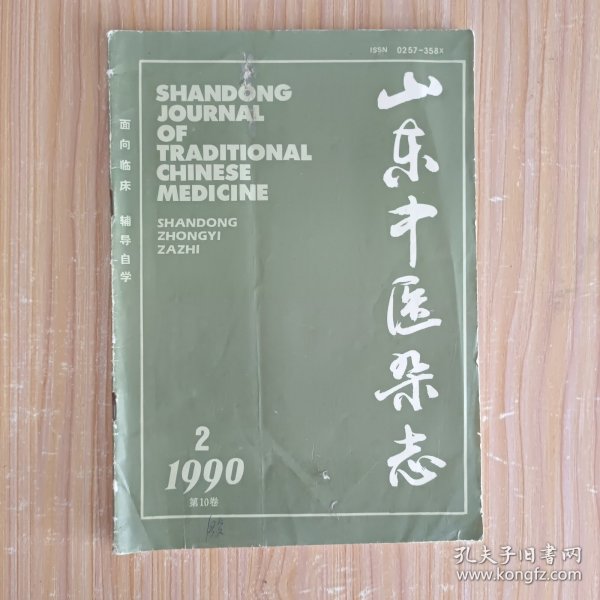 ISSN 0257-358X
SHANDONG
JOURNAL
OF
TRADITIONAL
CHINESE
MEDICINE
SHANDONG
ZHONGYI
ZAZHI
山东中医杂志
面向临床 辅导自学
2
1990
第10卷
孔夫子旧书网
www.kongfz.com